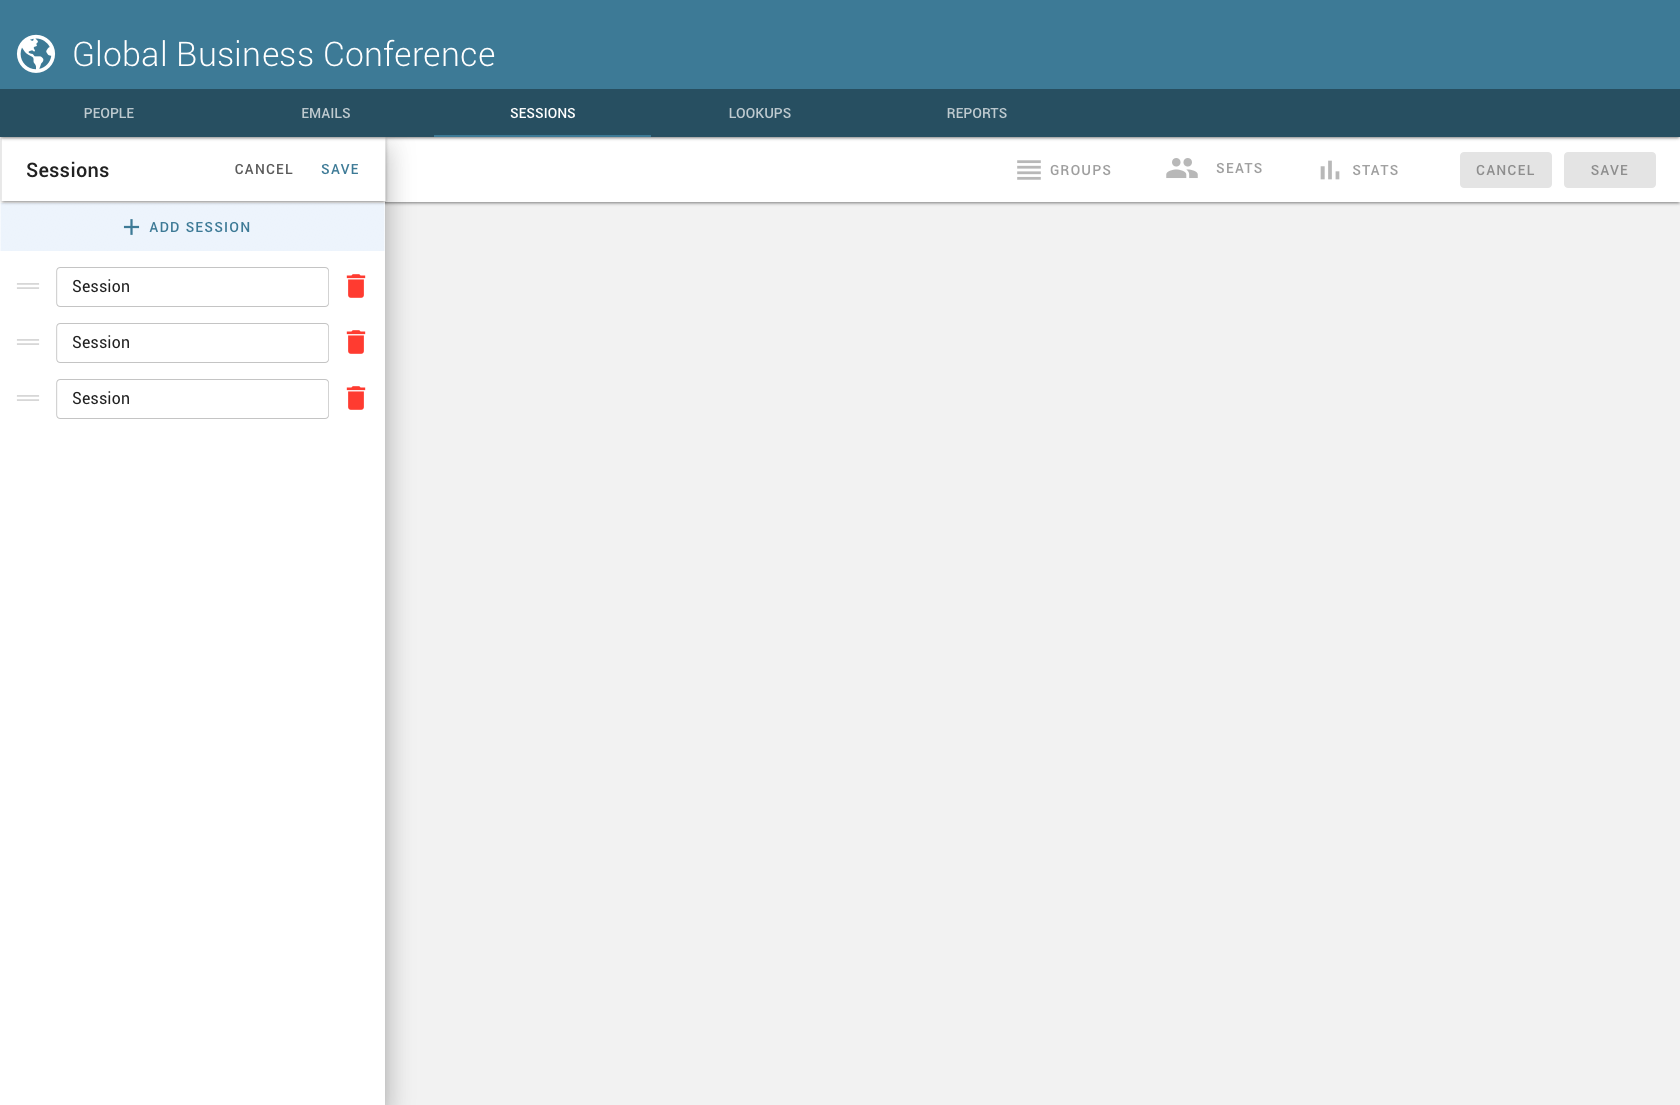 Global Business Conference
PEOPLE
EMAILS
SESSIONS
LOOKUPS
REPORTS
Sessions
CANCEL
SAVE
GROUPS
SEATS
STATS
CANCEL
SAVE
ADD SESSION
Session
Session
Session